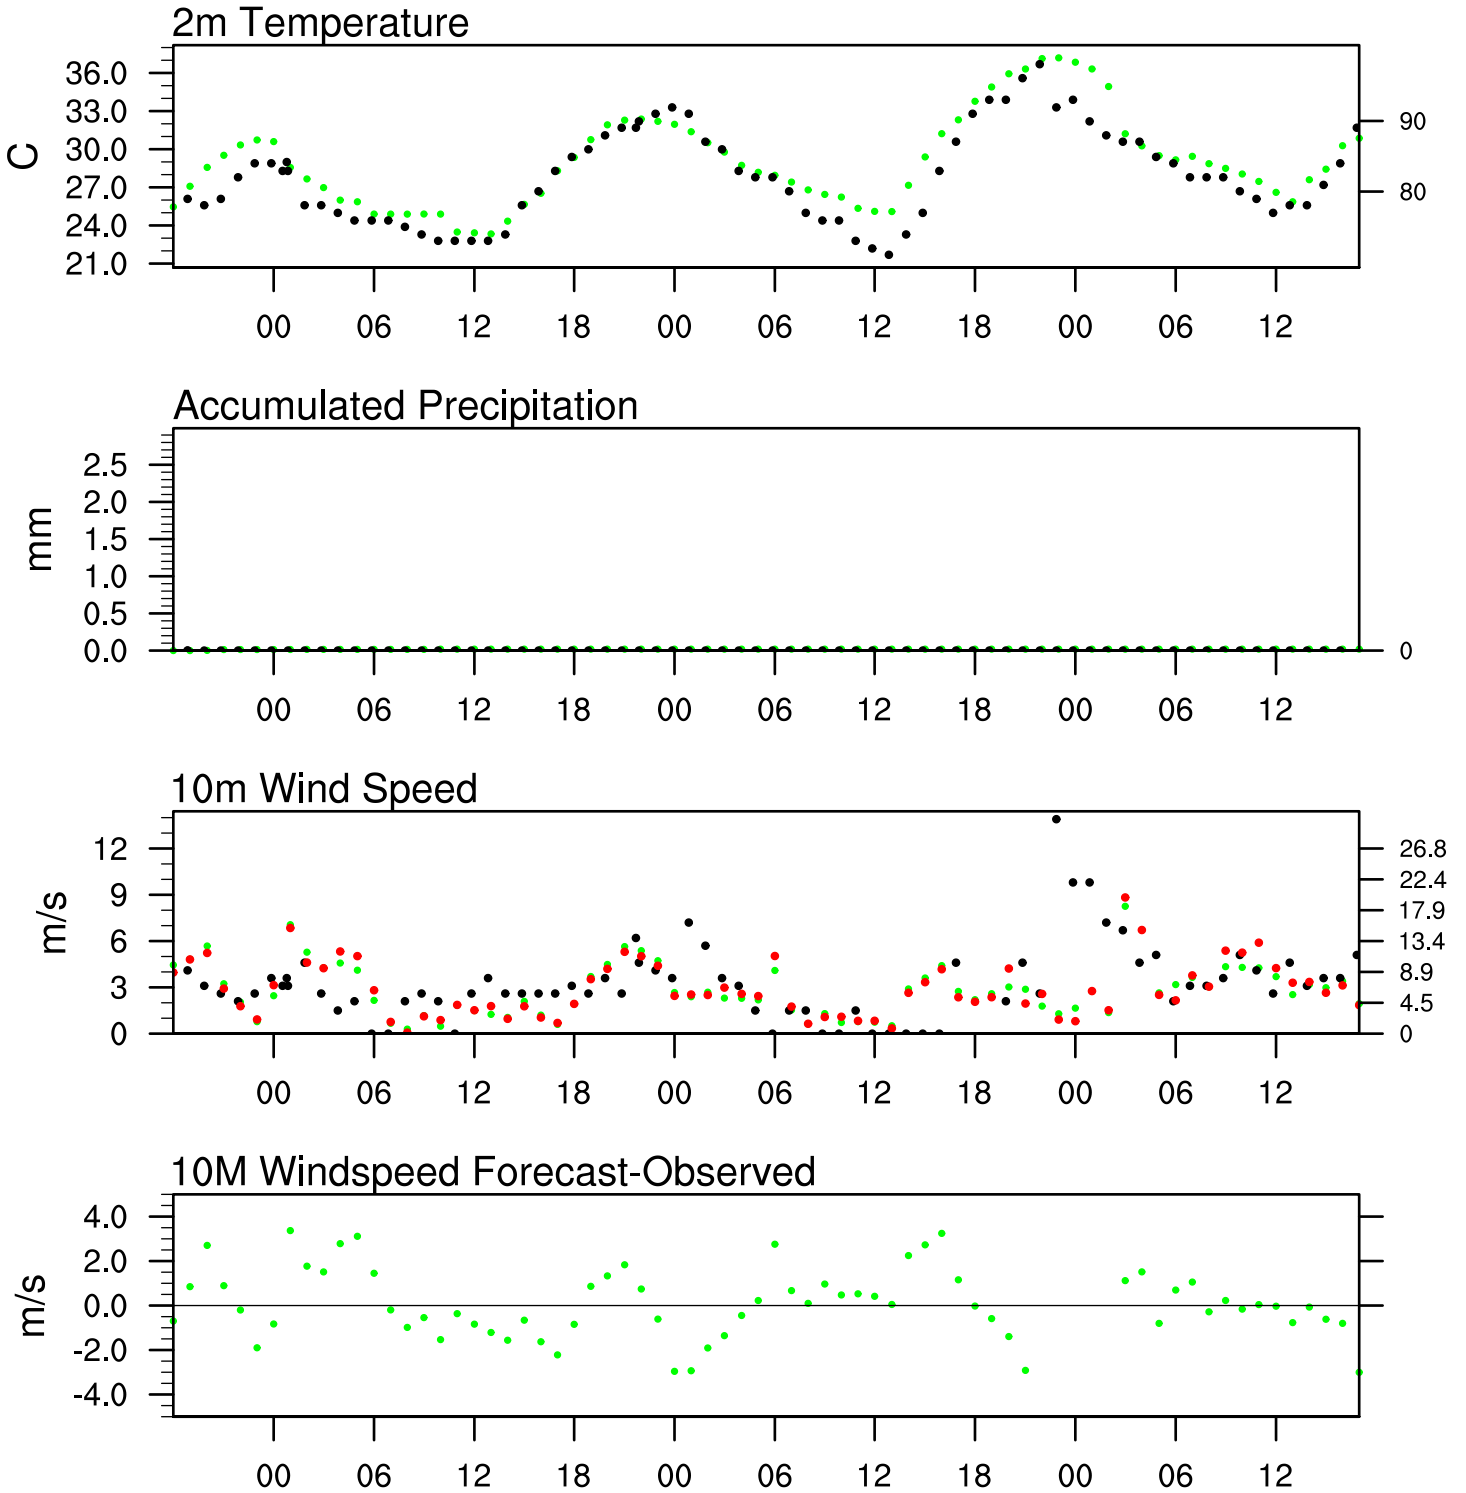 2m Temperature
C
36.0
33.0
30.0
27.0
24.0
21.0
90
80
00 06 12 18 00 06 12 18 00 06 12
Accumulated Precipitation
mm
2.5
2.0
1.5
1.0
0.5
0.0
0
00 06 12 18 00 06 12 18 00 06 12
10m Wind Speed
m/s
12
9
6
3
0
26.8
22.4
17.9
13.4
8.9
4.5
0
00 06 12 18 00 06 12 18 00 06 12
10M Windspeed Forecast-Observed
m/s
4.0
2.0
0.0
-2.0
-4.0
00 06 12 18 00 06 12 18 00 06 12